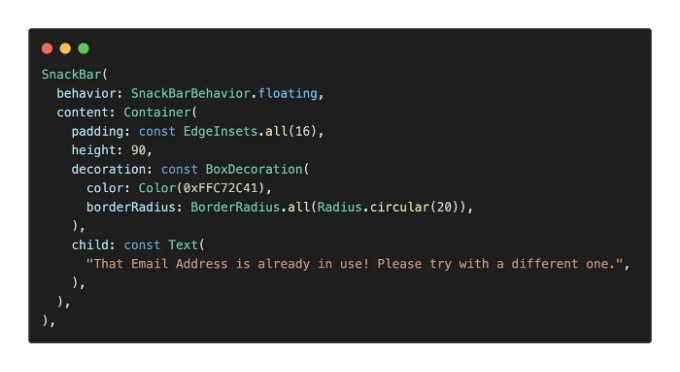 SnackBar(
  behavior: SnackBarBehavior.floating,
  content: Container(
    padding: const EdgeInsets.all(16),
    height: 90,
    decoration: const BoxDecoration(
      color: Color(0xFFC72C41),
      borderRadius: BorderRadius.all(Radius.circular(20)),
    ),
    child: const Text(
      "That Email Address is already in use! Please try with a different one.",
    ),
  ),
),